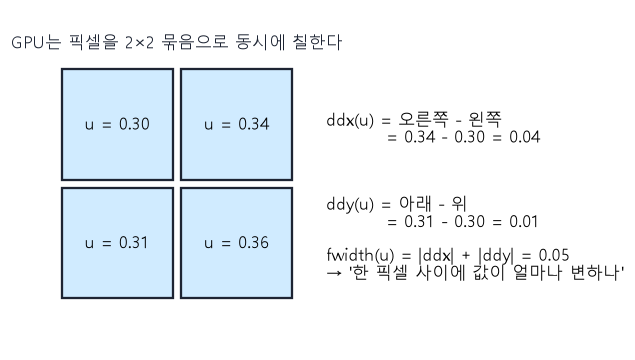 GPU는 픽셀을 2×2 묶음으로 동시에 칠한다
u = 0.30
u = 0.34
ddx(u) = 오른쪽 - 왼쪽
= 0.34 - 0.30 = 0.04
ddy(u) = 아래 - 위
= 0.31 - 0.30 = 0.01
u = 0.31
u = 0.36
fwidth(u) = |ddx| + |ddy| = 0.05
→ '한 픽셀 사이에 값이 얼마나 변하나'